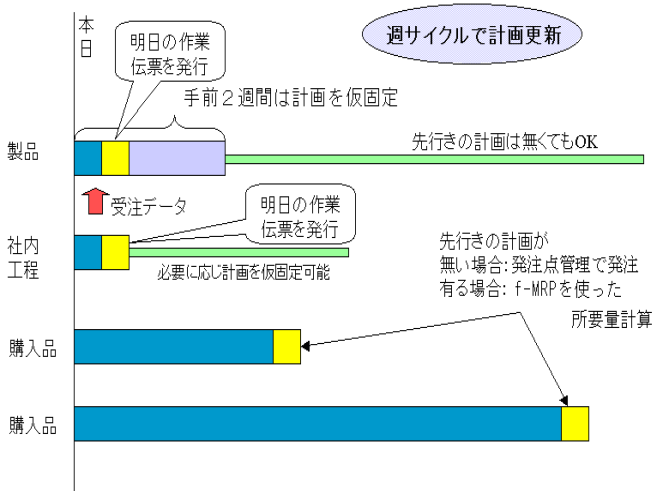 本
日
明日の作業
伝票を発行
週サイクルで計画更新
手前２週間は計画を仮固定
製品
先行きの計画は無くてもOK
受注データ
明日の作業
伝票を発行
社内
工程
必要に応じ計画を仮固定可能
先行きの計画が
無い場合：発注点管理で発注
有る場合：f-MRPを使った
所要量計算
購入品
購入品